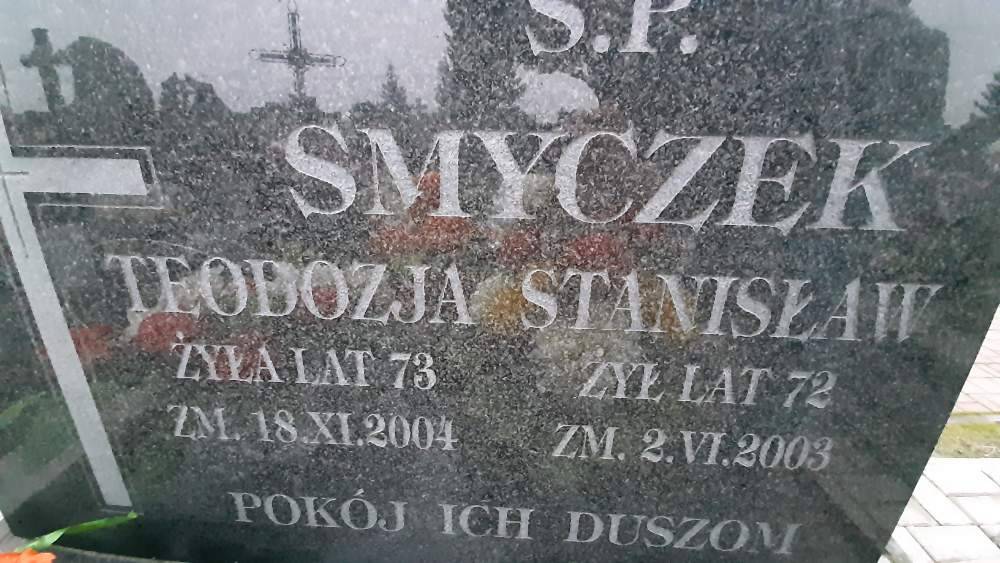 Ś.P.
SMYCZEK
TEODOZJA STANISŁAW
ŻYŁA LAT 73 ŻYŁ LAT 72
ZM. 18.XI.2004 ZM. 2.VI.2003
POKÓJ ICH DUSZOM